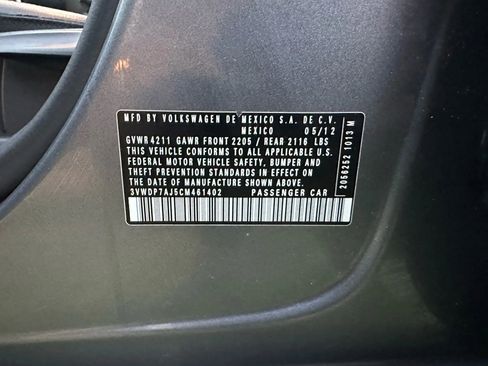 MFD BY VOLKSWAGEN DE MEXICO S.A. DE C.V.
MEXICO 05/12
GVWR 4211 GAWR FRONT 2205 / REAR 2116 LBS
THIS VEHICLE CONFORMS TO ALL APPLICABLE
FEDERAL MOTOR VEHICLE SAFETY, BUMPER AND
THEFT PREVENTION STANDARDS IN EFFECT ON
THE DATE OF MANUFACTURE SHOWN ABOVE.
3VWDP7AJ5CM461402 PASSENGER CAR
2056252 1013 M